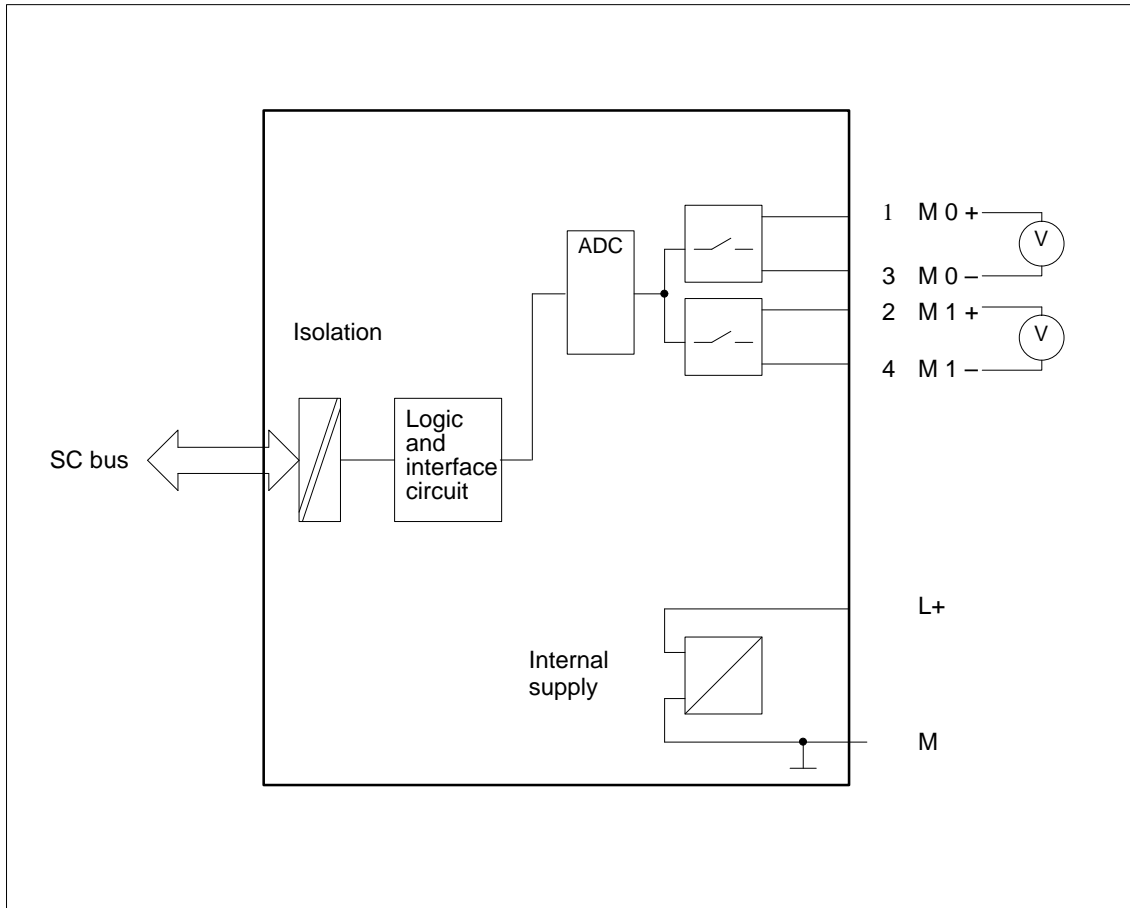 1 M 0 +
V
ADC
3 M 0 –
2 M 1 +
Isolation
V
4 M 1 –
Logic
and
interface
circuit
SC bus
L+
Internal
supply
M